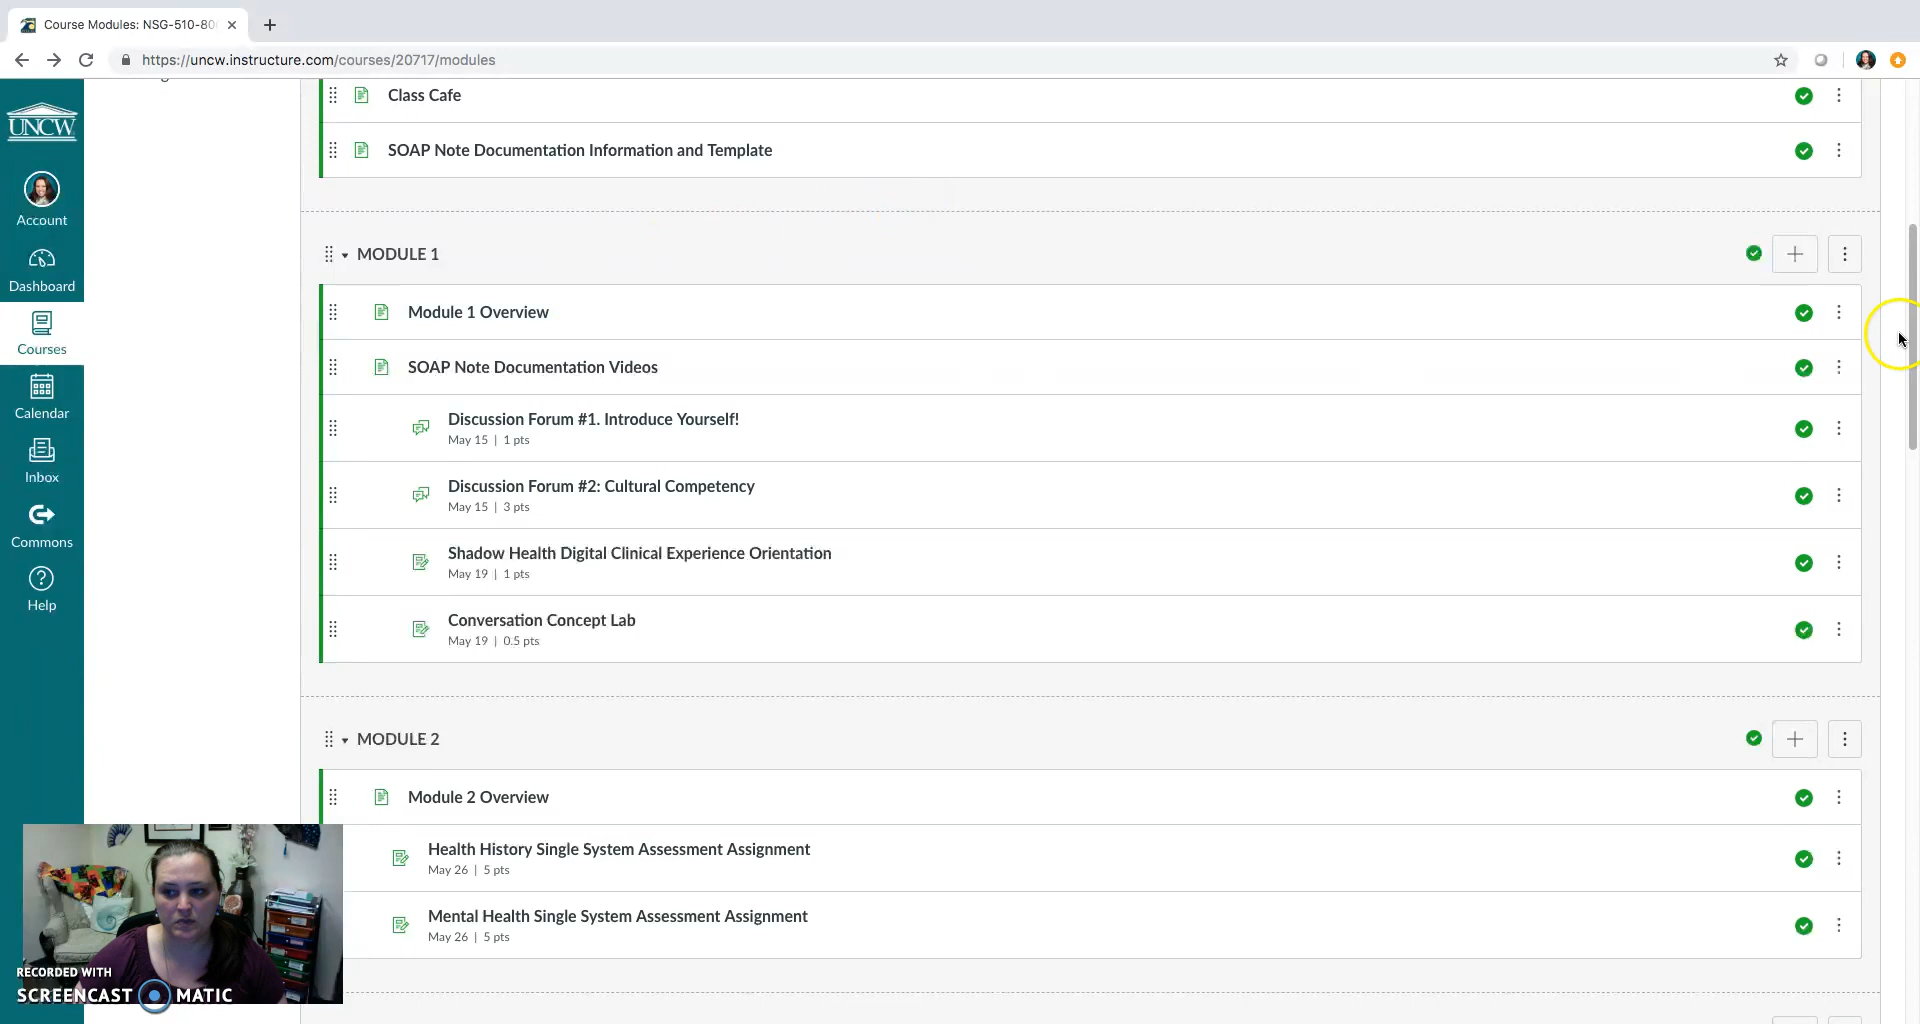 Course Modules: NSG-510-80
https://uncw.instructure.com/courses/20717/modules
UNCW
Account
Dashboard
Courses
Calendar
Inbox
Commons
Help
Class Cafe
SOAP Note Documentation Information and Template
MODULE 1
Module 1 Overview
SOAP Note Documentation Videos
Discussion Forum #1. Introduce Yourself!
May 15 | 1 pts
Discussion Forum #2: Cultural Competency
May 15 | 3 pts
Shadow Health Digital Clinical Experience Orientation
May 19 | 1 pts
Conversation Concept Lab
May 19 | 0.5 pts
MODULE 2
Module 2 Overview
Health History Single System Assessment Assignment
May 26 | 5 pts
Mental Health Single System Assessment Assignment
May 26 | 5 pts
RECORDED WITH
SCREENCAST MATIC